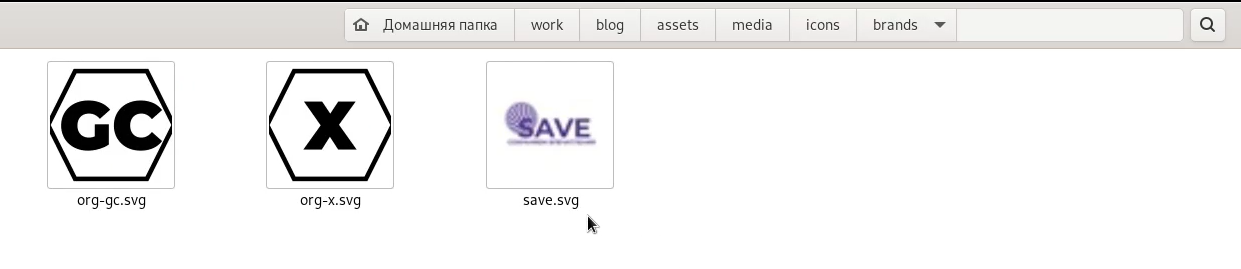 Домашняя папка work blog assets media icons brands
GC X SAVE
org-gc.svg org-x.svg save.svg